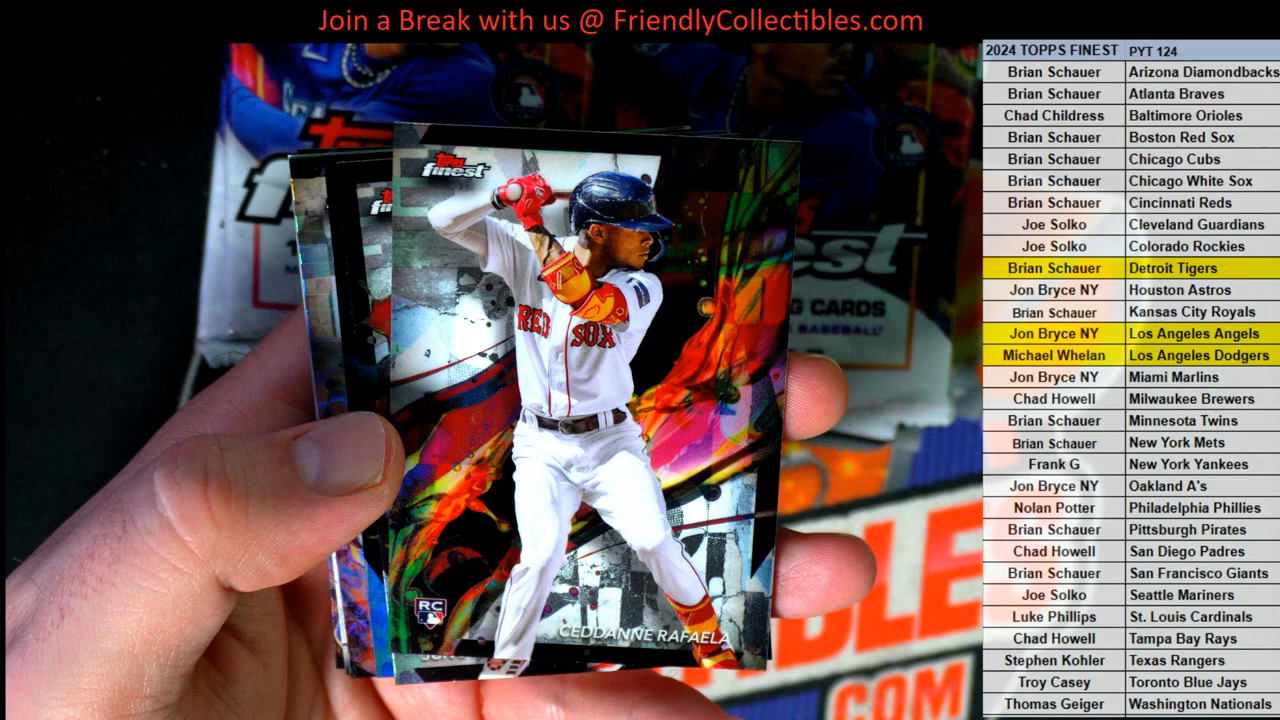 Join a Break with us @ FriendlyCollectibles.com
2024 TOPPS FINEST PYT 124
Brian Schauer Arizona Diamondbacks
Brian Schauer Atlanta Braves
Chad Childress Baltimore Orioles
Brian Schauer Boston Red Sox
Brian Schauer Chicago Cubs
Brian Schauer Chicago White Sox
Brian Schauer Cincinnati Reds
Joe Solko Cleveland Guardians
Joe Solko Colorado Rockies
Brian Schauer Detroit Tigers
Jon Bryce NY Houston Astros
Brian Schauer Kansas City Royals
Jon Bryce NY Los Angeles Angels
Michael Whelan Los Angeles Dodgers
Jon Bryce NY Miami Marlins
Chad Howell Milwaukee Brewers
Brian Schauer Minnesota Twins
Brian Schauer New York Mets
Frank G New York Yankees
Jon Bryce NY Oakland A's
Nolan Potter Philadelphia Phillies
Brian Schauer Pittsburgh Pirates
Chad Howell San Diego Padres
Brian Schauer San Francisco Giants
Joe Solko Seattle Mariners
Luke Phillips St. Louis Cardinals
Chad Howell Tampa Bay Rays
Stephen Kohler Texas Rangers
Troy Casey Toronto Blue Jays
Thomas Geiger Washington Nationals
Topps
finest
RED SOX
RC
CEDDANNE RAFAELA
CARDS
BASEBALL
.COM